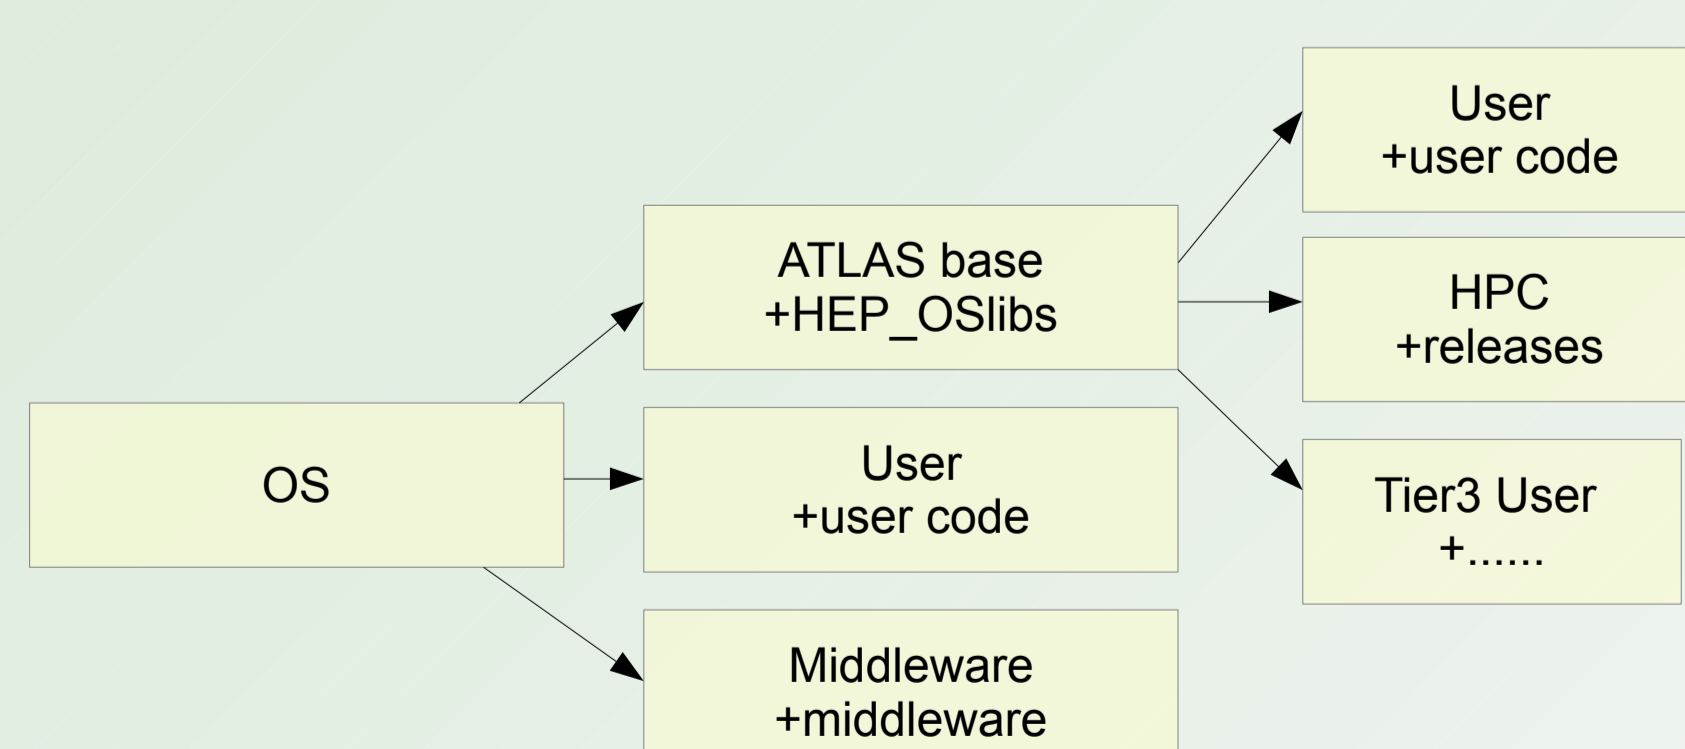 User
+user code
ATLAS base
+HEP_OSlibs
HPC
+releases
OS
User
+user code
Tier3 User
+......
Middleware
+middleware